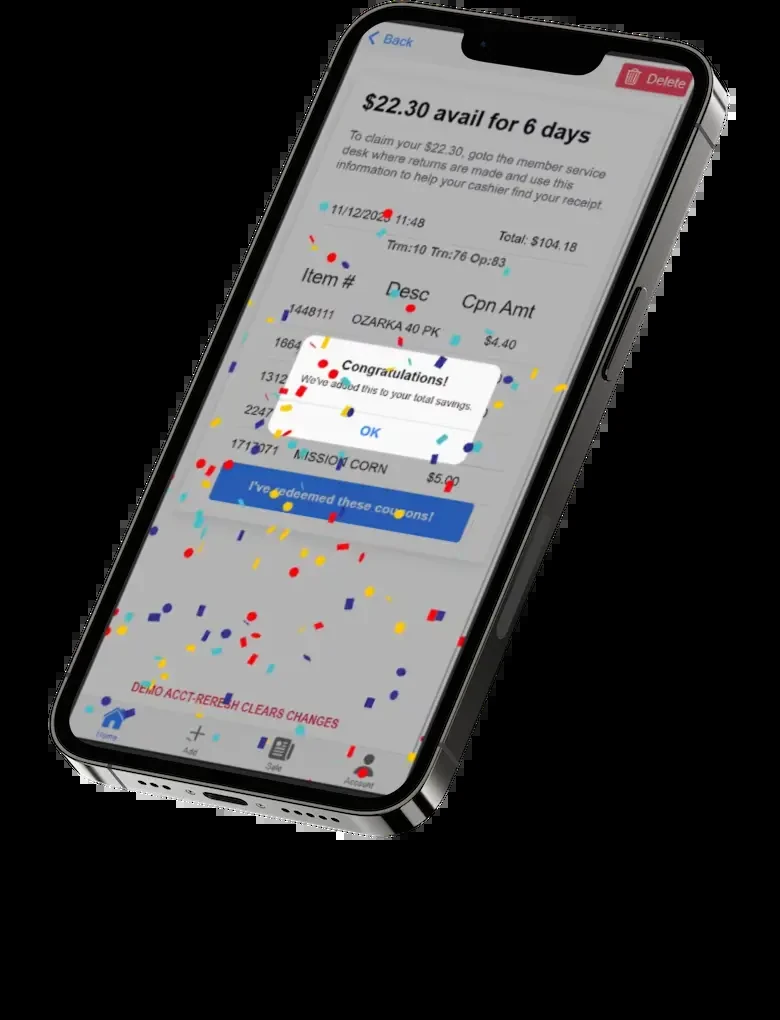 Back
Delete
$22.30 avail for 6 days
To claim your $22.30, goto the member service
desk where returns are made and use this
information to help your cashier find your receipt.
11/12/2023 11:48
Total: $104.18
Trm:10 Trn:76 Op:83
Item # Desc Cpn Amt
1448111 OZARKA 40 PK $4.40
1664
1312
2247
Congratulations!
We've added this to your total savings.
OK
1717071 MISSION CORN $5.00
I've redeemed these coupons!
DEMO ACCT-RERESH CLEARS CHANGES
Home
Add
Sale
Account